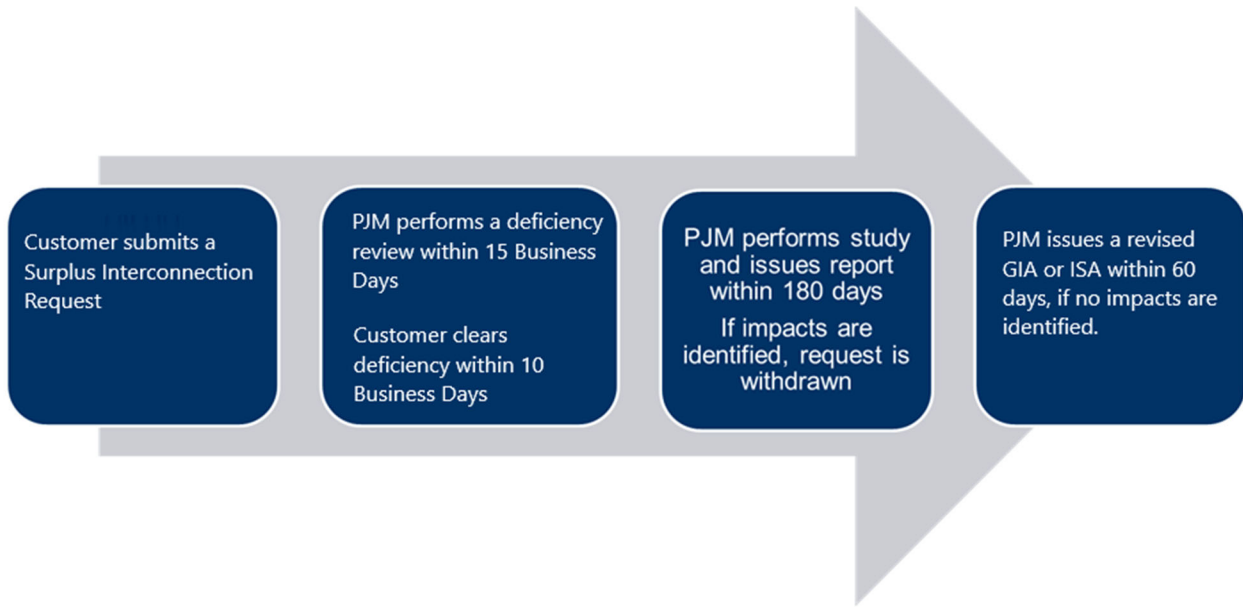 Customer submits a
Surplus Interconnection
Request
PJM performs a deficiency
review within 15 Business
Days
Customer clears
deficiency within 10
Business Days
PJM performs study
and issues report
within 180 days
If impacts are
identified, request is
withdrawn
PJM issues a revised
GIA or ISA within 60
days, if no impacts are
identified.